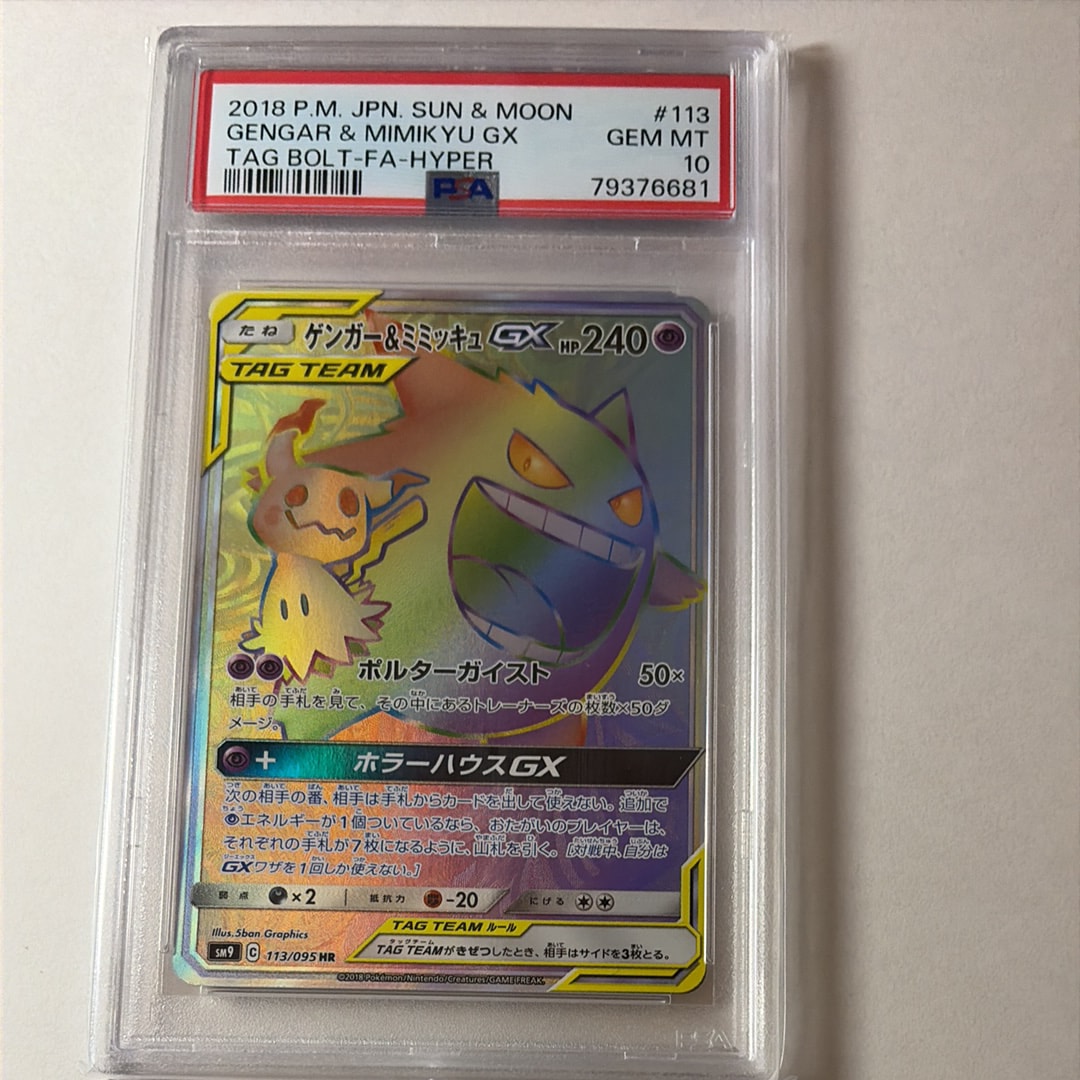 2018 P.M. JPN. SUN & MOON #113
GENGAR & MIMIKYU GX GEM MT
TAG BOLT-FA-HYPER 10
PSA 79376681
たね ゲンガー&ミミッキュGX HP240
TAG TEAM
ポルターガイスト 50×
相手の手札を見て、その中にあるトレーナーズの枚数×50ダ
メージ。
+ ホラーハウスGX
次の相手の番、相手は手札からカードを出して使えない。追加で
エネルギーが1個ついているなら、おたがいのプレイヤーは、
それぞれの手札が7枚になるように、山札を引く。[対戦中、自分は
GXワザを1回しか使えない。]
弱点 ×2 抵抗力 -20 にげる
Illus.5ban Graphics
TAG TEAM ルール
TAG TEAMがきぜつしたとき、相手はサイドを3枚とる。
SM9 C 113/095 HR
©2018 Pokémon/Nintendo/Creatures/GAME FREAK.
PSA